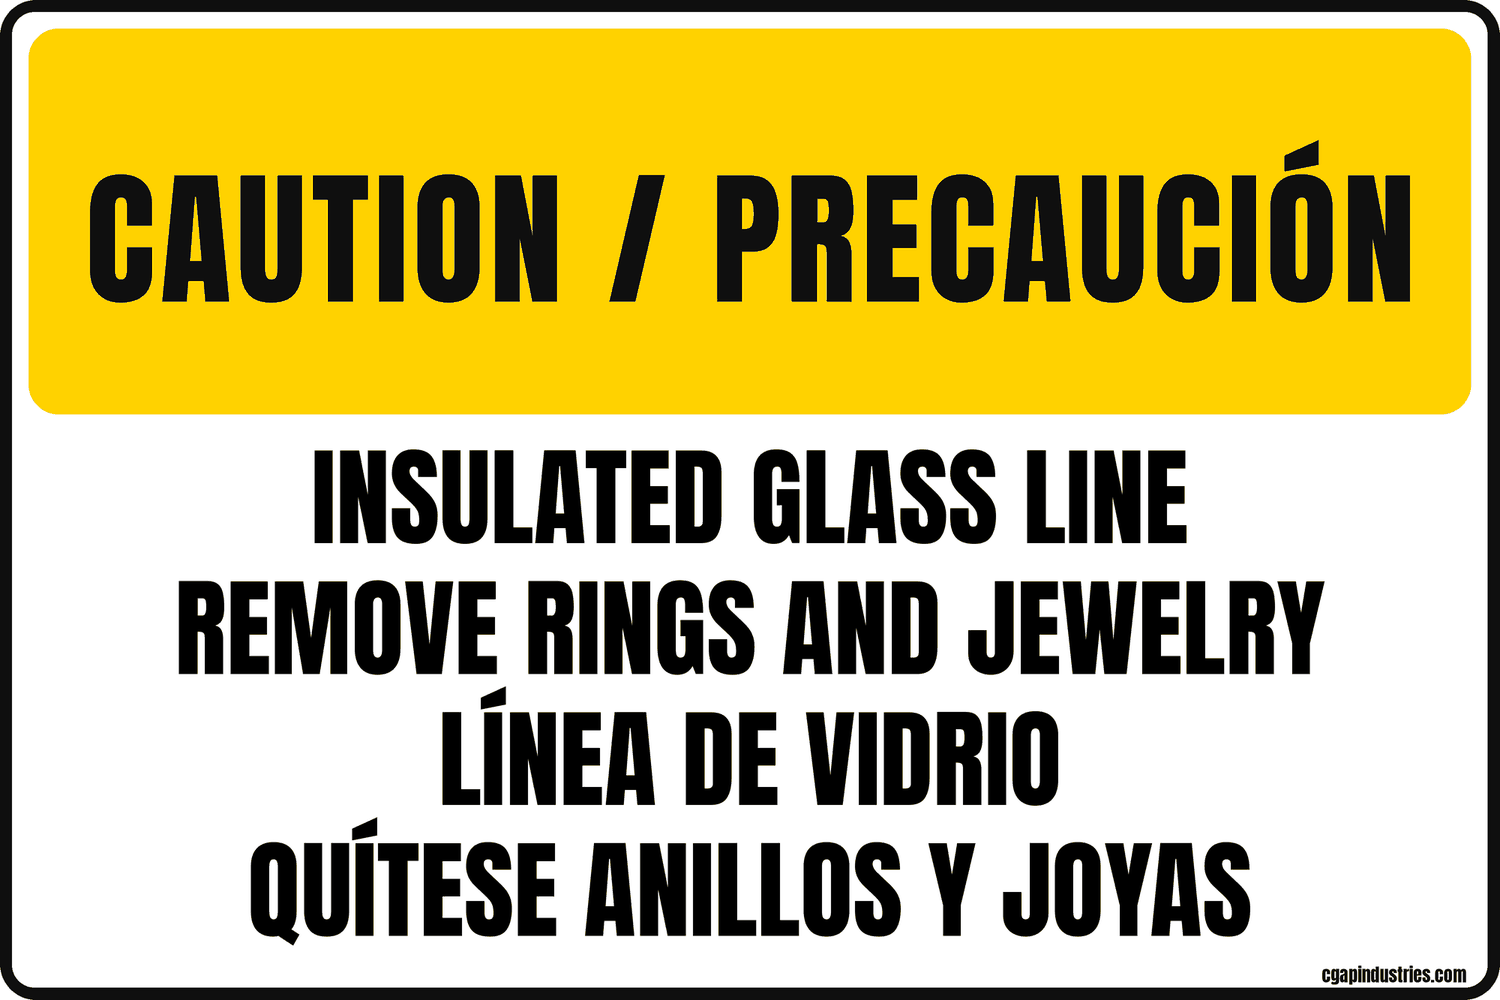 CAUTION / PRECAUCIÓN
INSULATED GLASS LINE
REMOVE RINGS AND JEWELRY
LÍNEA DE VIDRIO
QUÍTESE ANILLOS Y JOYAS
cgapindustries.com